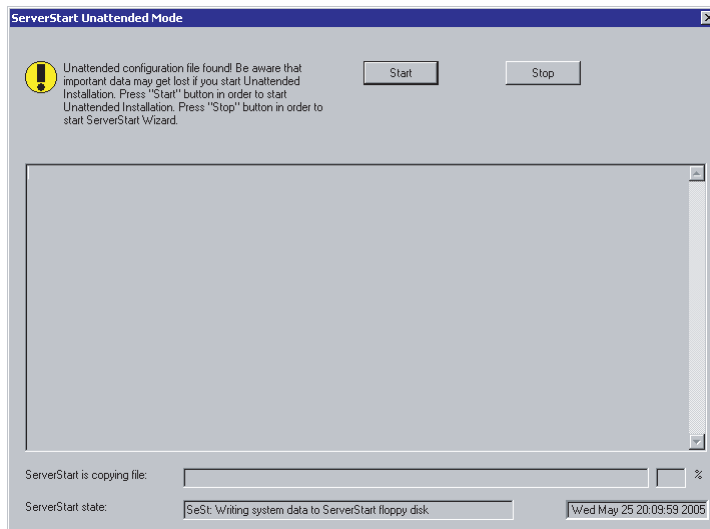 ServerStart Unattended Mode
Unattended configuration file found! Be aware that
important data may get lost if you start Unattended
Installation. Press "Start" button in order to start
Unattended Installation. Press "Stop" button in order to
start ServerStart Wizard.
Start
Stop
ServerStart is copying file:
%
ServerStart state:
SeSt: Writing system data to ServerStart floppy disk
Wed May 25 20:09:59 2005